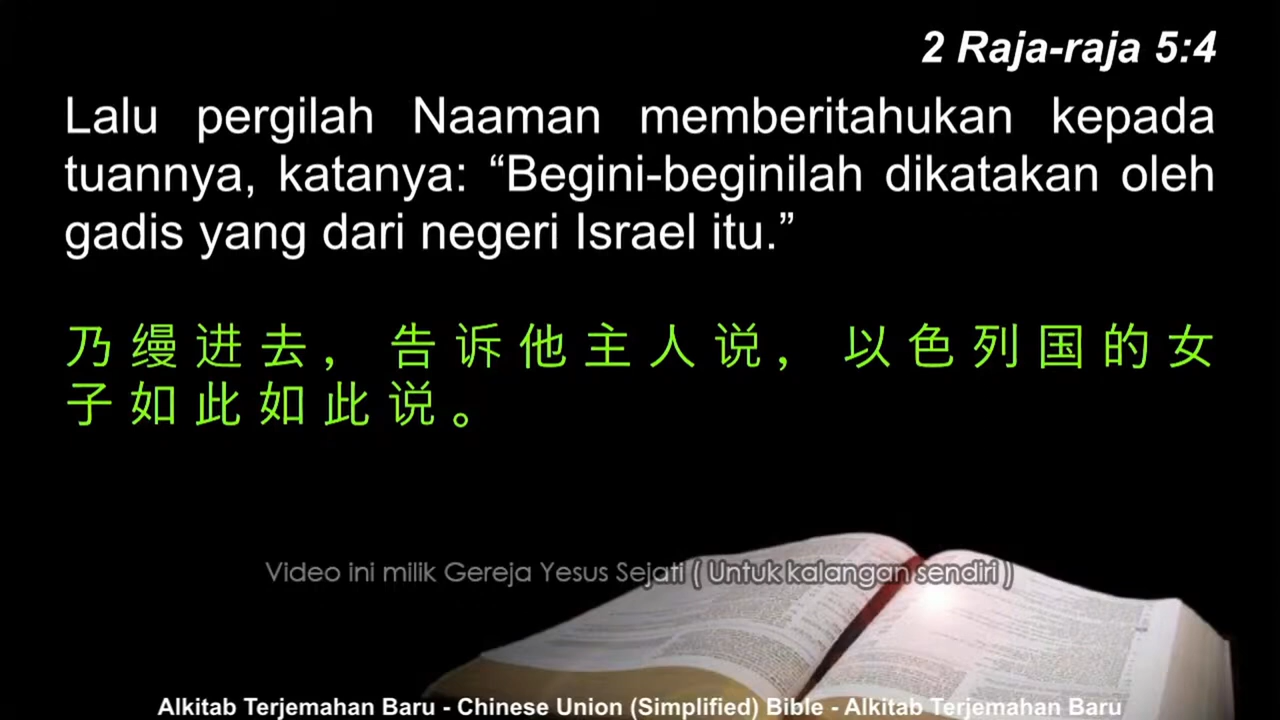 2 Raja-raja 5:4
Lalu pergilah Naaman memberitahukan kepada
tuannya, katanya: “Begini-beginilah dikatakan oleh
gadis yang dari negeri Israel itu.”
乃缦进去，告诉他主人说，以色列国的女
子如此如此说。
Video ini milik Gereja Yesus Sejati ( Untuk kalangan sendiri )
Alkitab Terjemahan Baru - Chinese Union (Simplified) Bible - Alkitab Terjemahan Baru